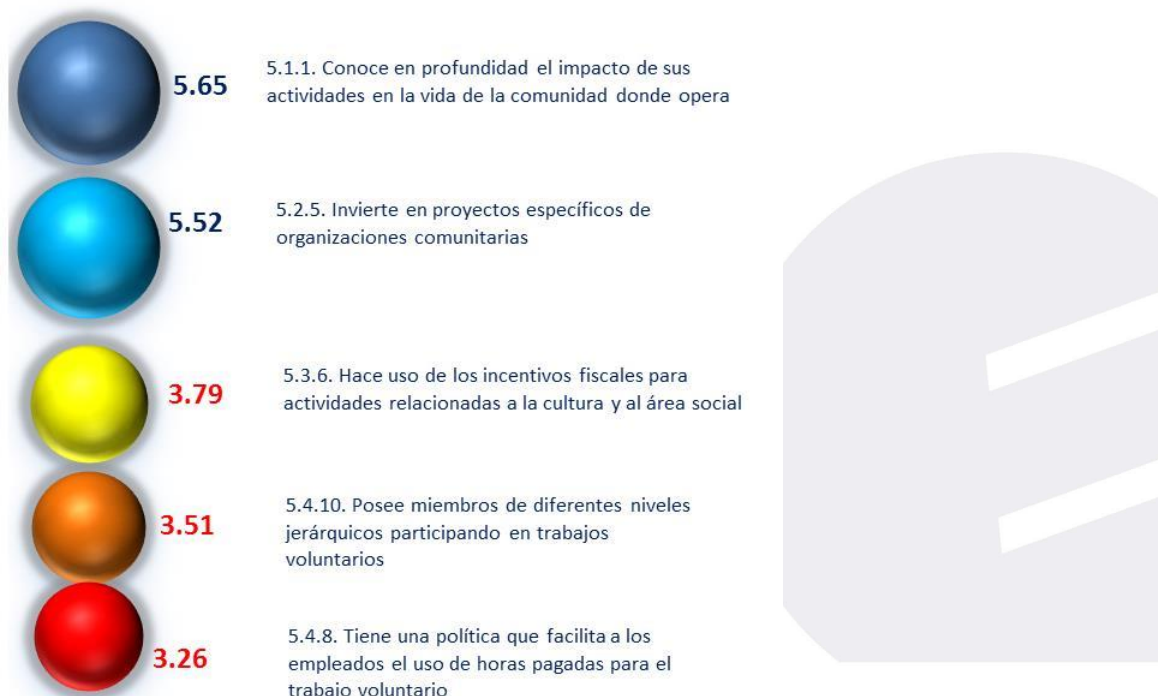 5.65
5.1.1. Conoce en profundidad el impacto de sus
actividades en la vida de la comunidad donde opera
5.52
5.2.5. Invierte en proyectos específicos de
organizaciones comunitarias
3.79
5.3.6. Hace uso de los incentivos fiscales para
actividades relacionadas a la cultura y al área social
3.51
5.4.10. Posee miembros de diferentes niveles
jerárquicos participando en trabajos
voluntarios
3.26
5.4.8. Tiene una política que facilita a los
empleados el uso de horas pagadas para el
trabajo voluntario